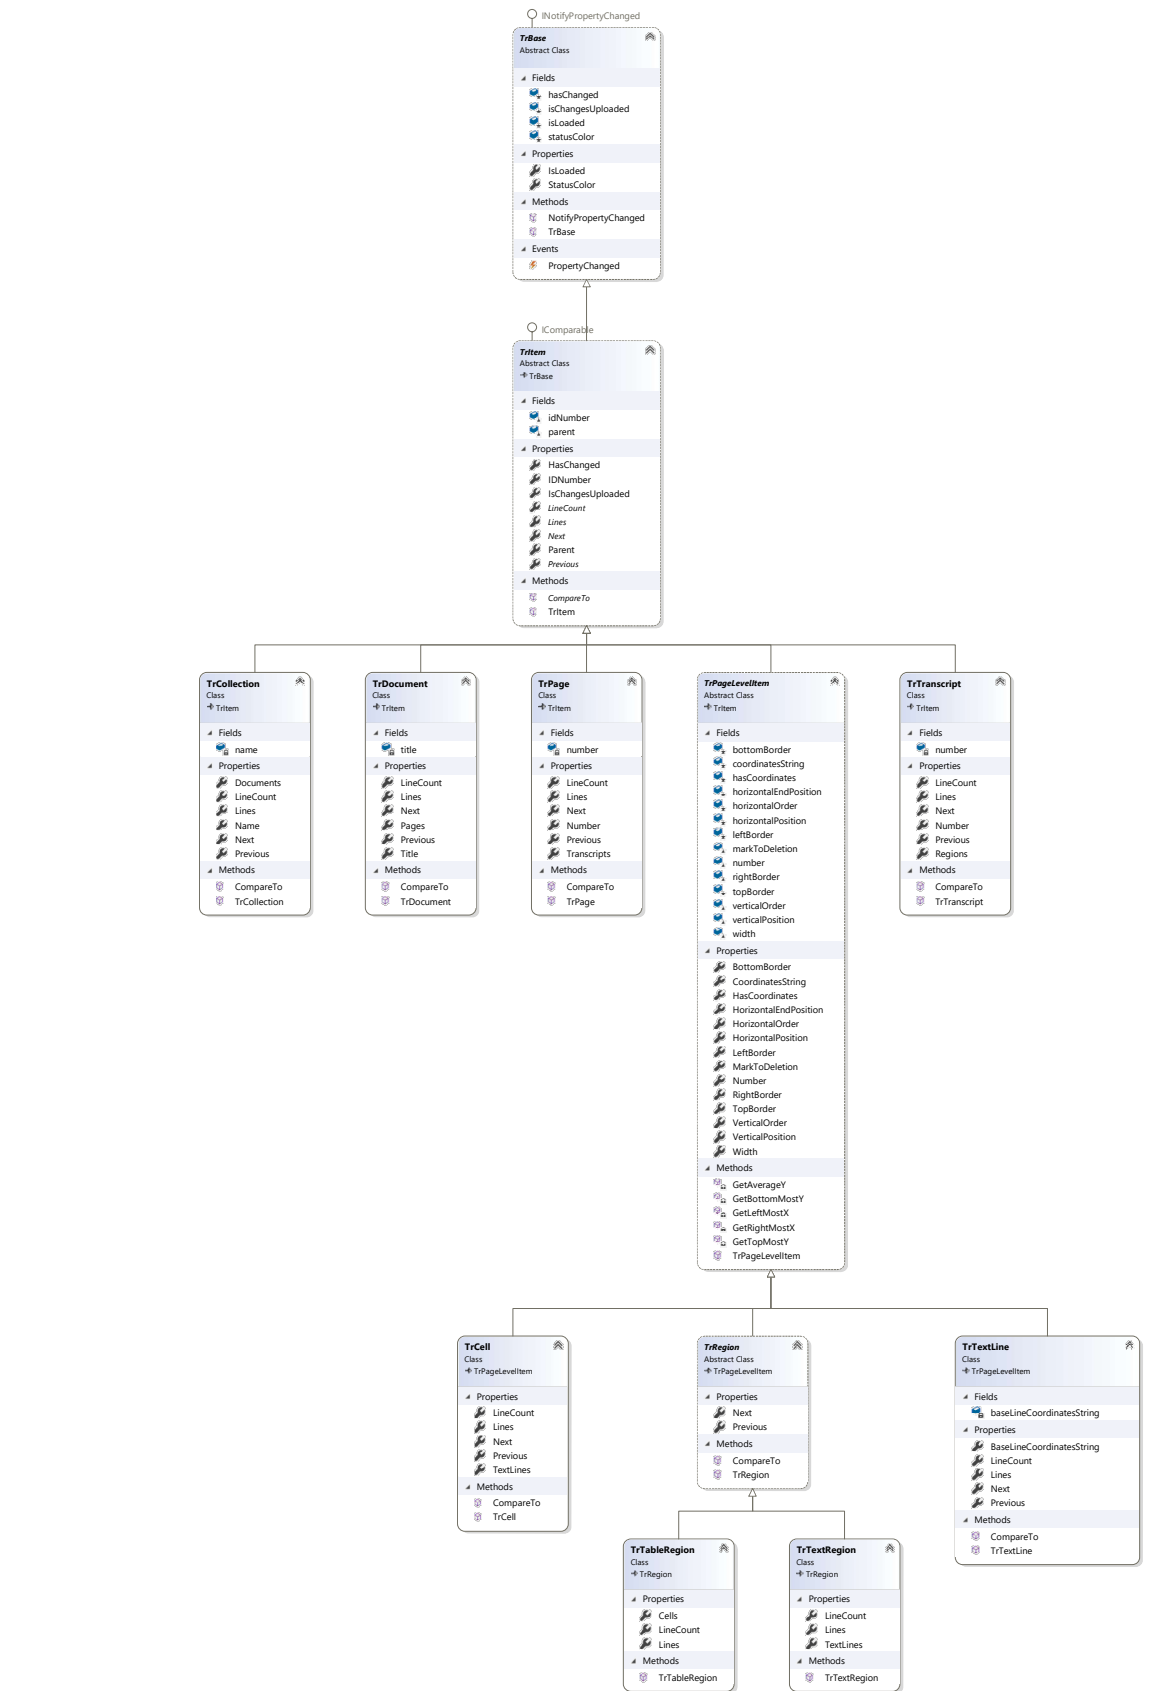 INotifyPropertyChanged
TrBase
Abstract Class
Fields
hasChanged
isChangesUploaded
isLoaded
statusColor
Properties
IsLoaded
StatusColor
Methods
NotifyPropertyChanged
TrBase
Events
PropertyChanged
IComparable
TrItem
Abstract Class
TrBase
Fields
idNumber
parent
Properties
HasChanged
IDNumber
IsChangesUploaded
LineCount
Lines
Next
Parent
Previous
Methods
CompareTo
TrItem
TrCollection
Class
TrItem
Fields
name
Properties
Documents
LineCount
Lines
Name
Next
Previous
Methods
CompareTo
TrCollection
TrDocument
Class
TrItem
Fields
title
Properties
LineCount
Lines
Next
Pages
Previous
Title
Methods
CompareTo
TrDocument
TrPage
Class
TrItem
Fields
number
Properties
LineCount
Lines
Next
Number
Previous
Transcripts
Methods
CompareTo
TrPage
TrPageLevelItem
Abstract Class
TrItem
Fields
bottomBorder
coordinatesString
hasCoordinates
horizontalEndPosition
horizontalOrder
horizontalPosition
leftBorder
markToDeletion
number
rightBorder
topBorder
verticalOrder
verticalPosition
width
Properties
BottomBorder
CoordinatesString
HasCoordinates
HorizontalEndPosition
HorizontalOrder
HorizontalPosition
LeftBorder
MarkToDeletion
Number
RightBorder
TopBorder
VerticalOrder
VerticalPosition
Width
Methods
GetAverageY
GetBottomMostY
GetLeftMostX
GetRightMostX
GetTopMostY
TrPageLevelItem
TrTranscript
Class
TrItem
Fields
number
Properties
LineCount
Lines
Next
Number
Previous
Regions
Methods
CompareTo
TrTranscript
TrCell
Class
TrPageLevelItem
Properties
LineCount
Lines
Next
Previous
TextLines
Methods
CompareTo
TrCell
TrRegion
Abstract Class
TrPageLevelItem
Properties
Next
Previous
Methods
CompareTo
TrRegion
TrTextLine
Class
TrPageLevelItem
Fields
baseLineCoordinatesString
Properties
BaseLineCoordinatesString
LineCount
Lines
Next
Previous
Methods
CompareTo
TrTextLine
TrTableRegion
Class
TrRegion
Properties
Cells
LineCount
Lines
Methods
TrTableRegion
TrTextRegion
Class
TrRegion
Properties
LineCount
Lines
TextLines
Methods
TrTextRegion